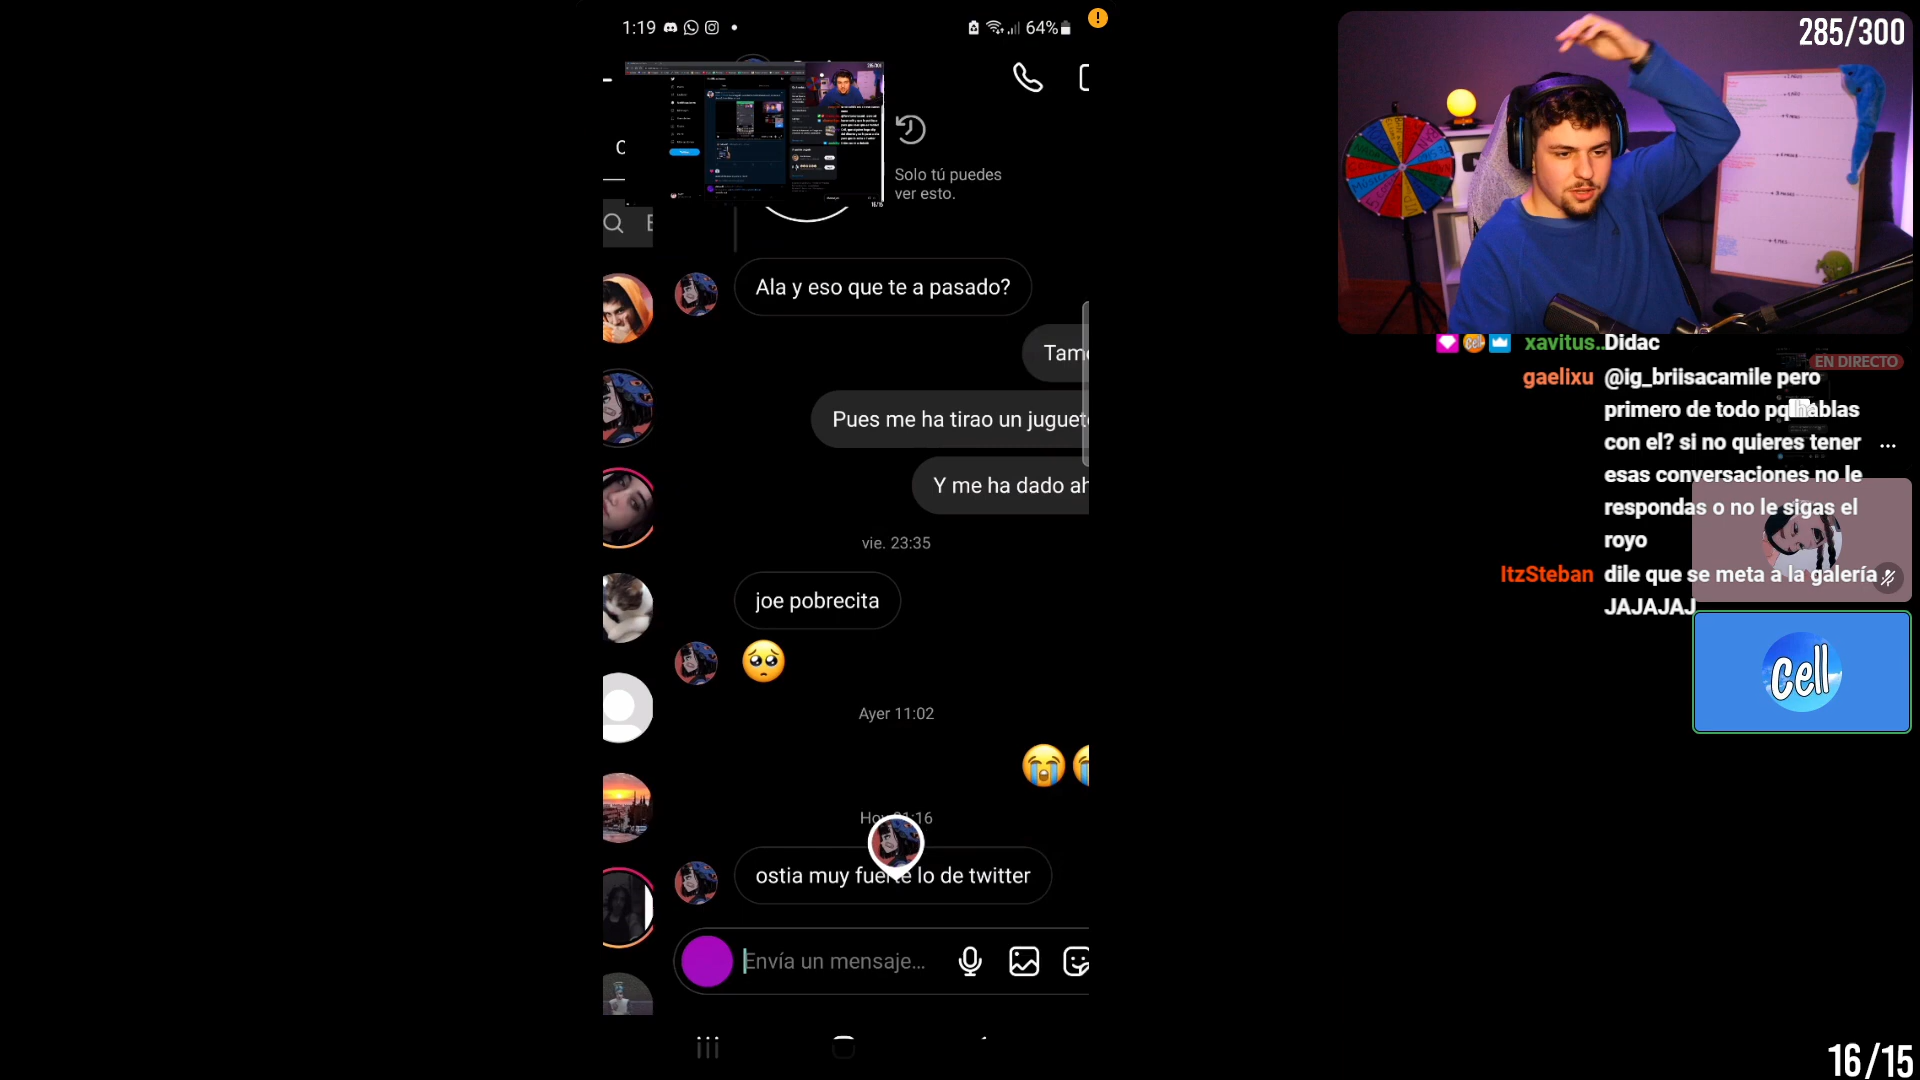 1:19
64%
285/300
Solo tú puedes
ver esto.
Ala y eso que te a pasado?
Pues me ha tirao un juguet
Y me ha dado
vie. 23:35
joe pobrecita
Ayer 11:02
ostia muy fuerte lo de twitter
Envía un mensaje...
xavitus..Didac
EN DIRECTO
gaelixu @ig_briisacamile pero
primero de todo pq hablas
con el? si no quieres tener
esas conversaciones no le
respondas o no le sigas el
royo
ItzSteban dile que se meta a la galería
JAJAJAJ
cell
16/15